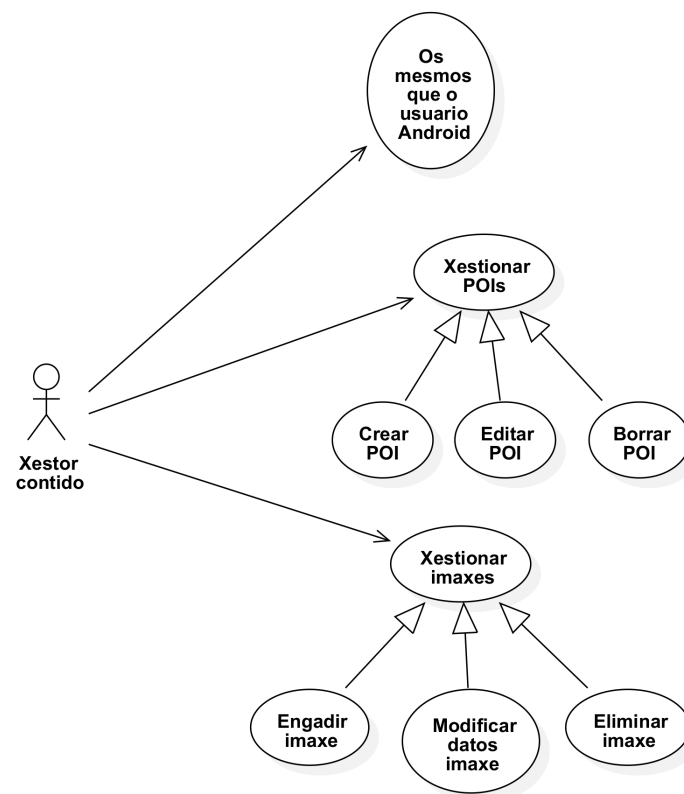 Os
mesmos
que o
usuario
Android
Xestionar
POIs
Crear
POI
Editar
POI
Borrar
POI
Xestor
contido
Xestionar
imaxes
Engadir
imaxe
Modificar
datos
imaxe
Eliminar
imaxe